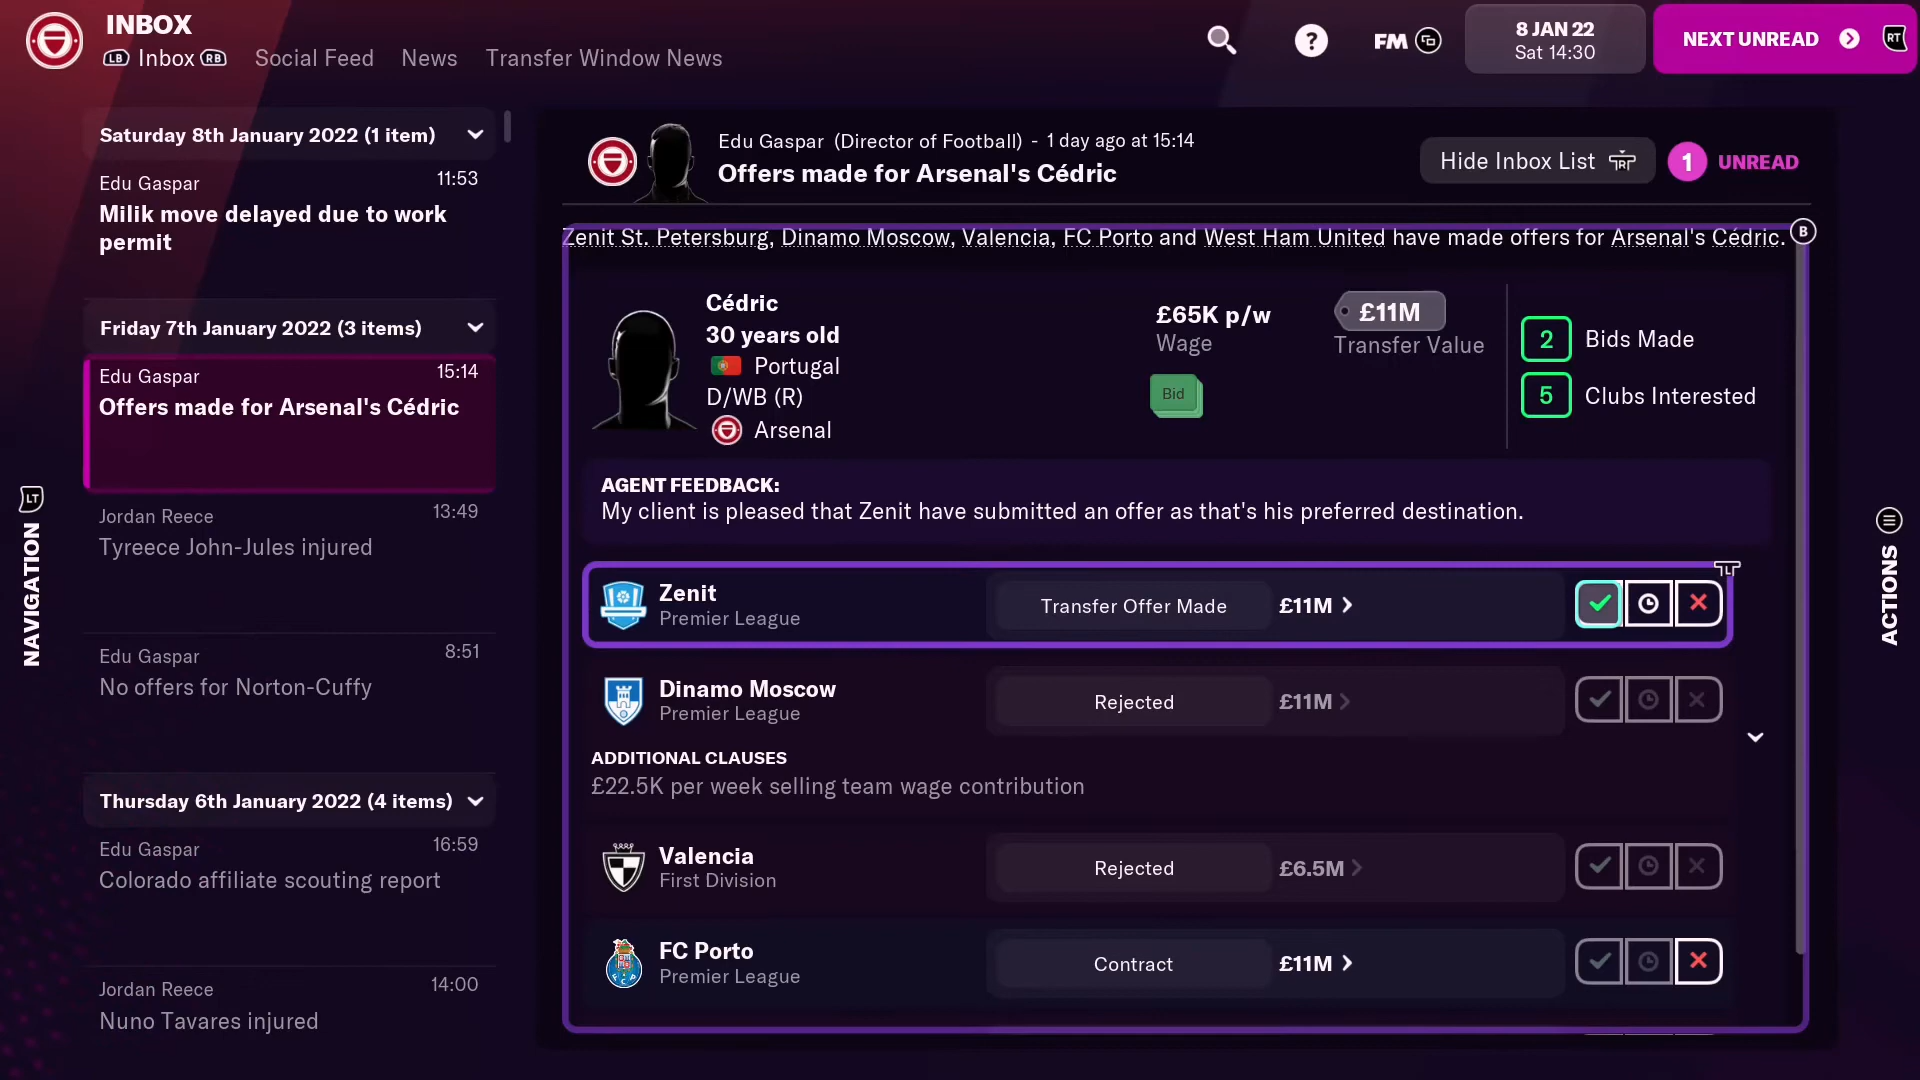 INBOX
LB Inbox RB Social Feed News Transfer Window News
FM
8 JAN 22
Sat 14:30
NEXT UNREAD RT
Saturday 8th January 2022 (1 item)
Edu Gaspar 11:53
Milik move delayed due to work
permit
Friday 7th January 2022 (3 items)
Edu Gaspar 15:14
Offers made for Arsenal's Cédric
Jordan Reece 13:49
Tyreece John-Jules injured
Edu Gaspar 8:51
No offers for Norton-Cuffy
Thursday 6th January 2022 (4 items)
Edu Gaspar 16:59
Colorado affiliate scouting report
Jordan Reece 14:00
Nuno Tavares injured
LT
NAVIGATION
Edu Gaspar (Director of Football) - 1 day ago at 15:14
Offers made for Arsenal's Cédric
Hide Inbox List R
1 UNREAD
B
Zenit St. Petersburg, Dinamo Moscow, Valencia, FC Porto and West Ham United have made offers for Arsenal's Cédric.
Cédric
30 years old
Portugal
D/WB (R)
Arsenal
£65K p/w
Wage
Bid
£11M
Transfer Value
2 Bids Made
5 Clubs Interested
AGENT FEEDBACK:
My client is pleased that Zenit have submitted an offer as that's his preferred destination.
L
Zenit
Premier League
Transfer Offer Made £11M
Dinamo Moscow
Premier League
Rejected £11M
ADDITIONAL CLAUSES
£22.5K per week selling team wage contribution
Valencia
First Division
Rejected £6.5M
FC Porto
Premier League
Contract £11M
ACTIONS